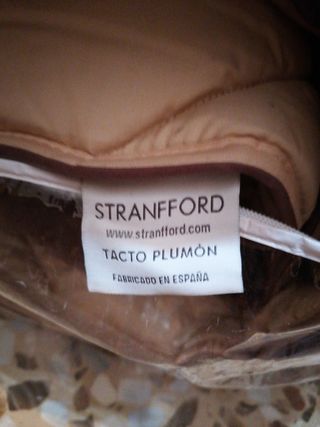 STRANFFORD
www.stranfford.com
TACTO PLUMÓN
FABRICADO EN ESPAÑA